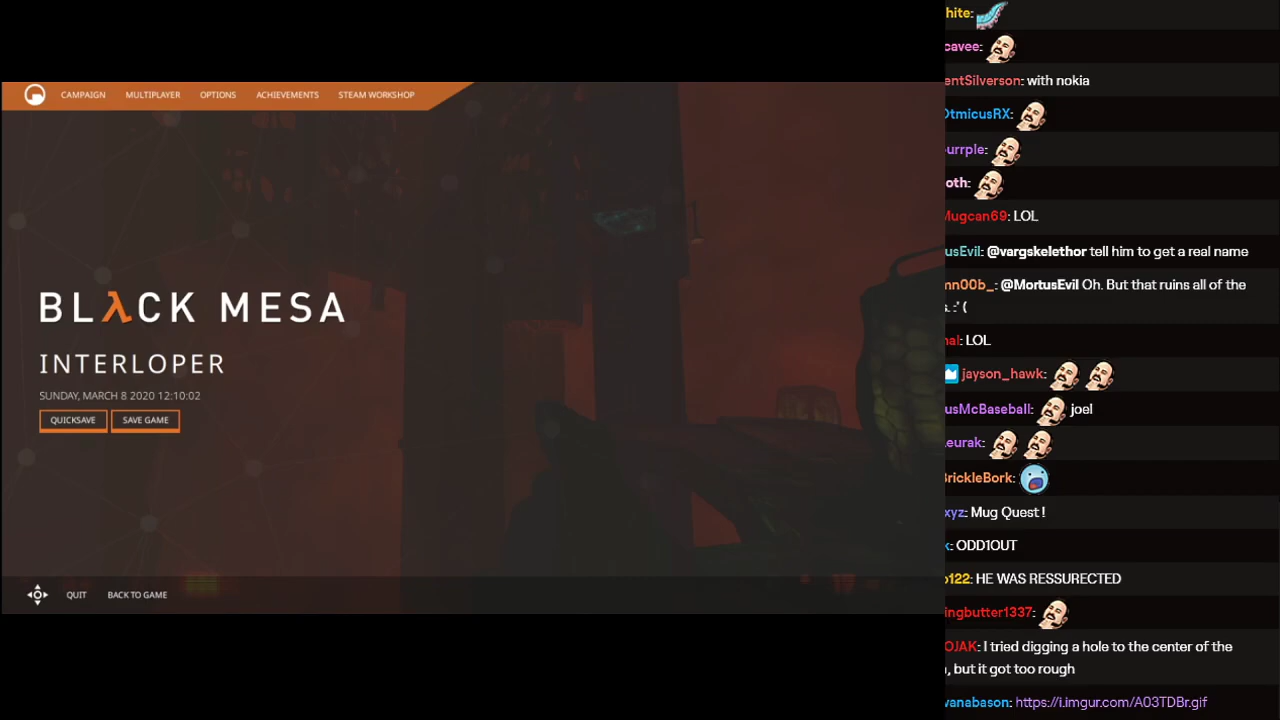 CAMPAIGN MULTIPLAYER OPTIONS ACHIEVEMENTS STEAM WORKSHOP
BLλCK MESA
INTERLOPER
SUNDAY, MARCH 8 2020 12:10:02
QUICKSAVE SAVE GAME
QUIT BACK TO GAME
hite:
cavee:
entSilverson: with nokia
OtmicusRX:
urrple:
oth:
Mugcan69: LOL
usEvil: @vargskelethor tell him to get a real name
mn00b_: @MortusEvil Oh. But that ruins all of the
s. :' (
nal: LOL
jayson_hawk:
usMcBaseball: joel
eurak:
BrickleBork:
xyz: Mug Quest !
k: ODD1OUT
o122: HE WAS RESSURECTED
ingbutter1337:
OJAK: I tried digging a hole to the center of the
, but it got too rough
wanabason: https://i.imgur.com/A03TDBr.gif